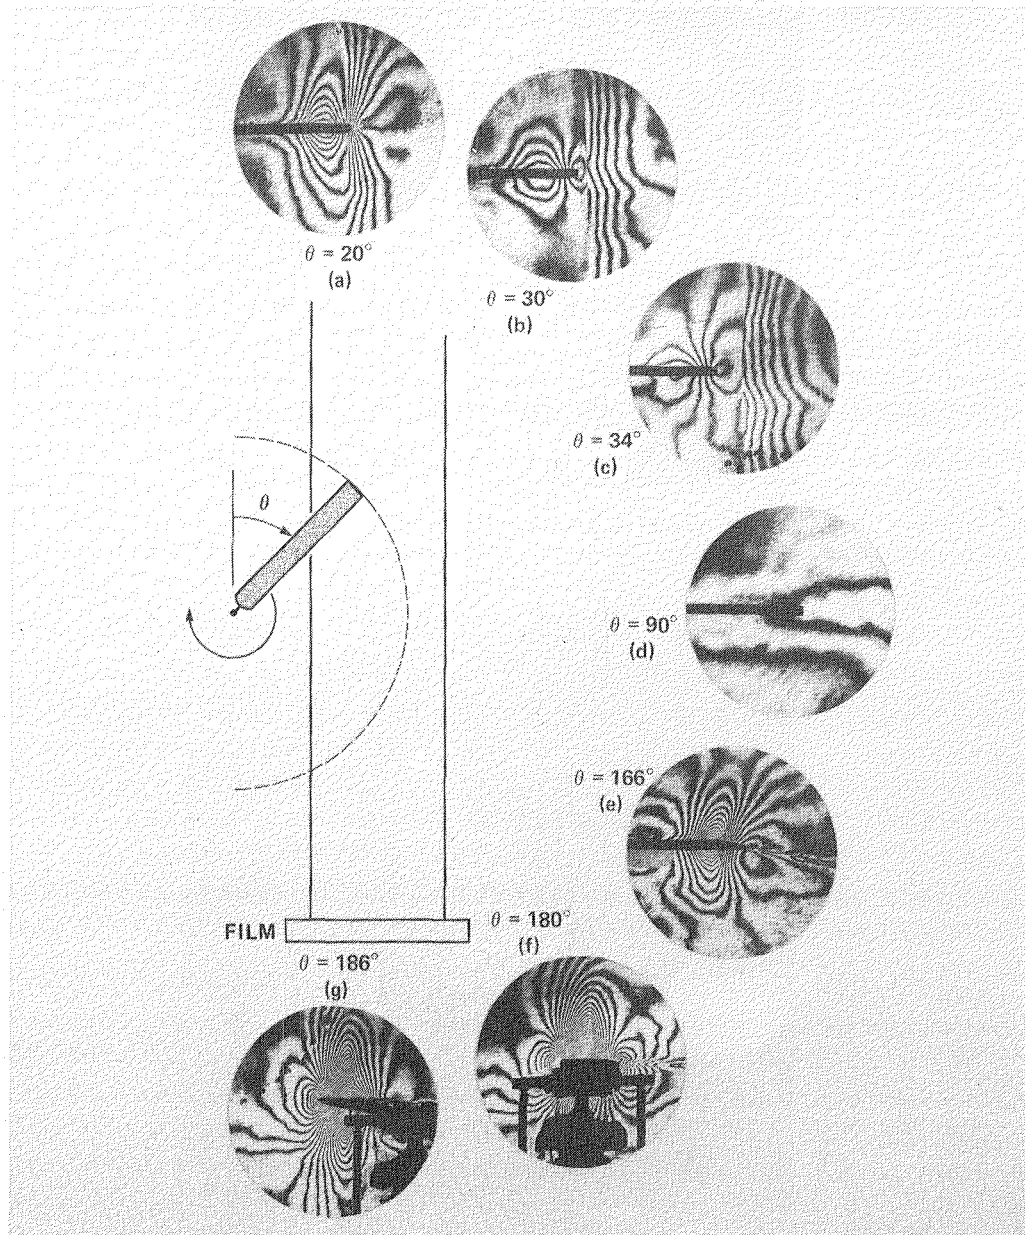 θ = 20°
(a)
θ = 30°
(b)
θ = 34°
(c)
θ
θ = 90°
(d)
θ = 166°
(e)
FILM
θ = 180°
(f)
θ = 186°
(g)